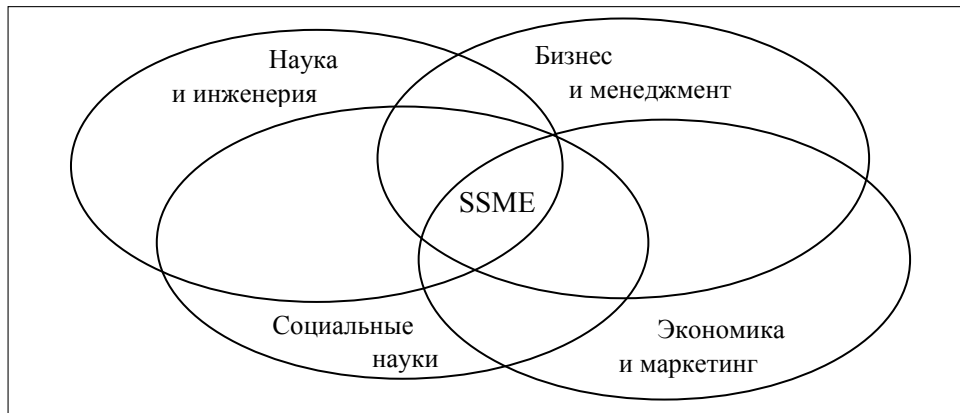 Наука
и инженерия
Бизнес
и менеджмент
SSME
Социальные
науки
Экономика
и маркетинг